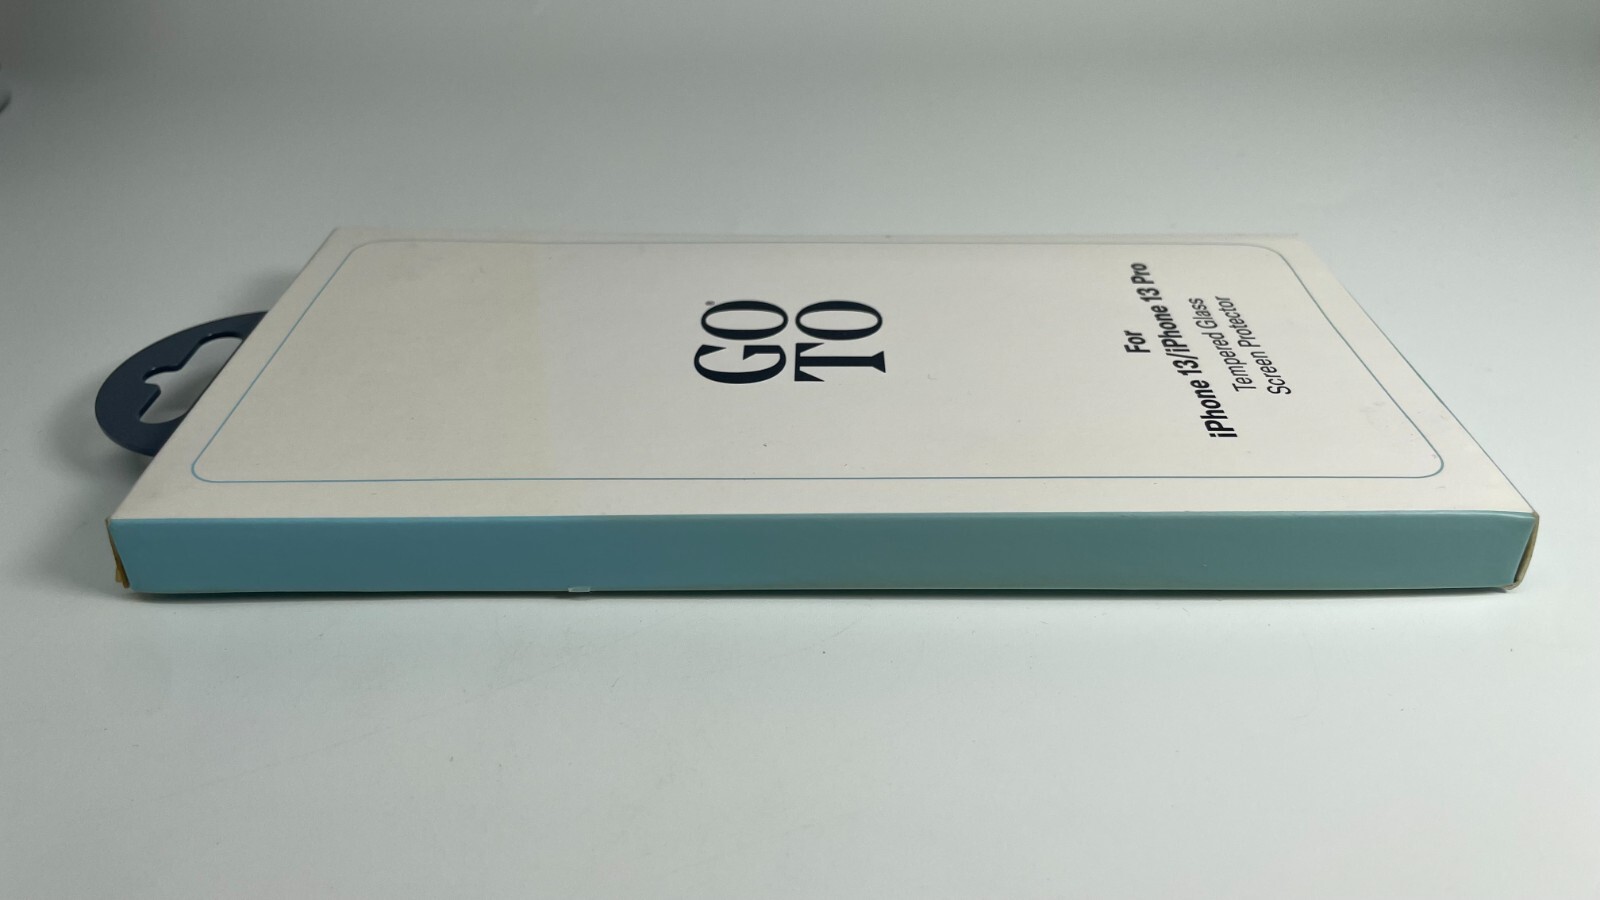 GO®
TO
For
iPhone 13/iPhone 13 Pro
Tempered Glass
Screen Protector